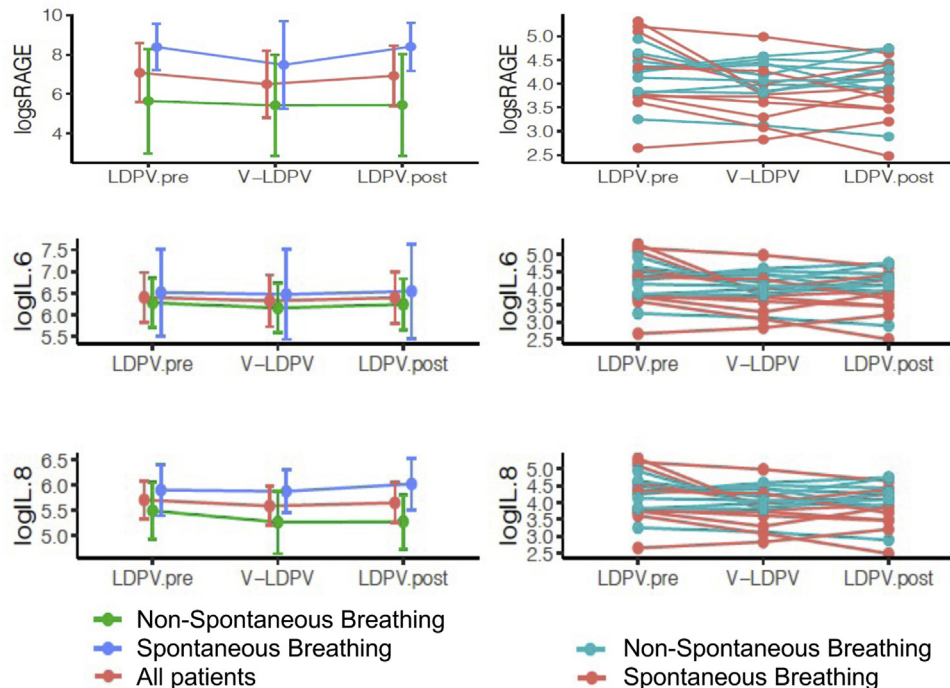 10
8
6
4
logsRAGE
LDPV.pre V-LDPV LDPV.post
5.0
4.5
4.0
3.5
3.0
2.5
logsRAGE
LDPV.pre V-LDPV LDPV.post
7.5
7.0
6.5
6.0
5.5
logIL.6
LDPV.pre V-LDPV LDPV.post
5.0
4.5
4.0
3.5
3.0
2.5
logIL.6
LDPV.pre V-LDPV LDPV.post
6.5
6.0
5.5
5.0
logIL.8
LDPV.pre V-LDPV LDPV.post
5.0
4.5
4.0
3.5
3.0
2.5
logIL.8
LDPV.pre V-LDPV LDPV.post
Non-Spontaneous Breathing
Spontaneous Breathing
All patients
Non-Spontaneous Breathing
Spontaneous Breathing